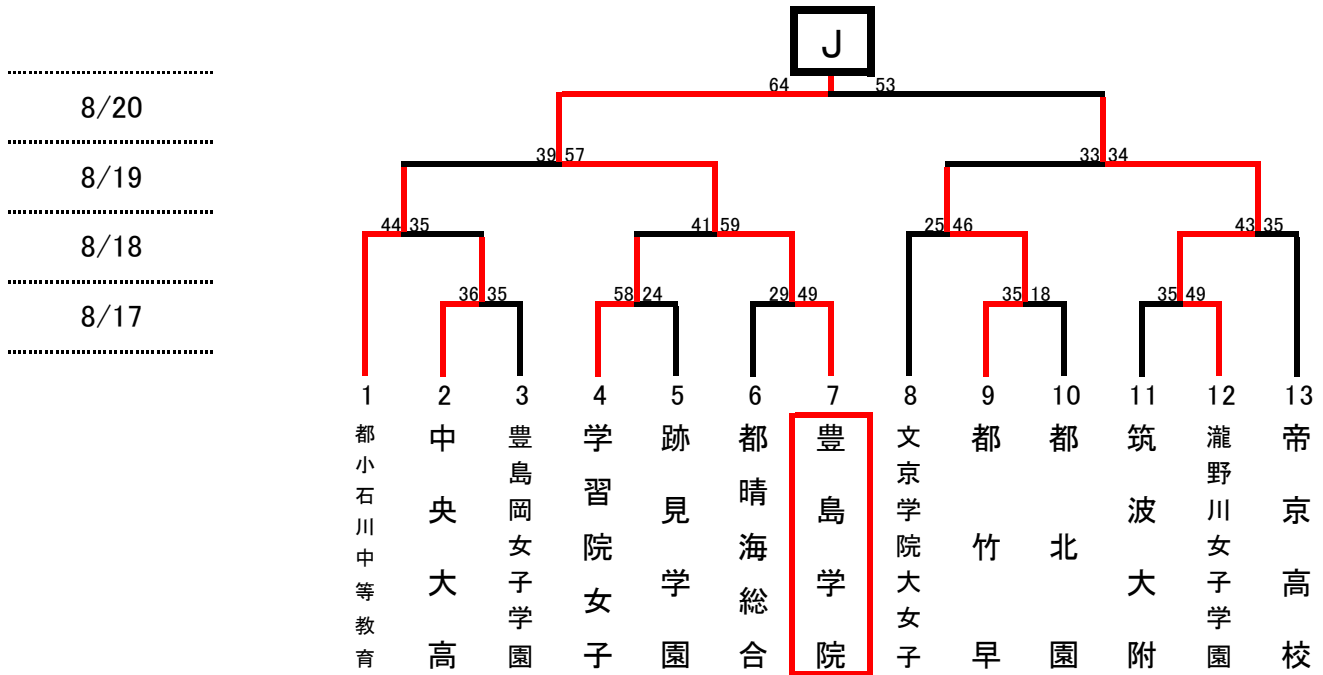 J
64 53
8/20
39 57
33 34
8/19
44 35
41 59
25 46
43 35
8/18
36 35
58 24
29 49
35 18
35 49
8/17
1 2 3 4 5 6 7 8 9 10 11 12 13
都小石川中等教育
中央大高
豊島岡女子学園
学習院女子
跡見学園
都晴海総合
豊島学院
文京学院大女子
都竹早
都北園
筑波大附
瀧野川女子学園
帝京高校